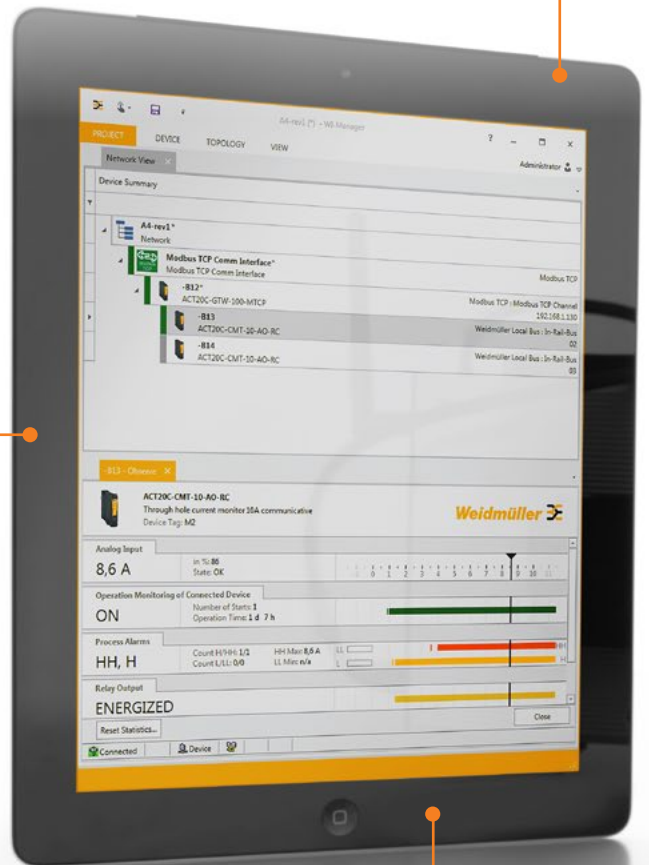 A4-rev1 (*) - WI-Manager
PROJECT DEVICE TOPOLOGY VIEW
? – x
Administrator
Network View ×
Device Summary
A4-rev1*
Network
Modbus TCP Comm Interface*
Modbus TCP Comm Interface
Modbus TCP
-B12*
ACT20C-GTW-100-MTCP
Modbus TCP : Modbus TCP Channel
192.168.1.130
-B13
ACT20C-CMT-10-AO-RC
Weidmüller Local Bus : In-Rail-Bus
02
-B14
ACT20C-CMT-10-AO-RC
Weidmüller Local Bus : In-Rail-Bus
03
-B13 - Observe ×
ACT20C-CMT-10-AO-RC
Through hole current monitor 10A communicative
Device Tag: M2
Weidmüller
Analog Input
8,6 A
in %: 86
State: OK
0 1 2 3 4 5 6 7 8 9 10
Operation Monitoring of Connected Device
ON
Number of Starts: 1
Operation Time: 1 d 7 h
Process Alarms
HH, H
Count H/HH: 1/1
Count L/LL: 0/0
HH Max: 8,6 A
LL Min: n/a
LL
HH
L
H
Relay Output
ENERGIZED
Reset Statistics...
Close
Connected Device